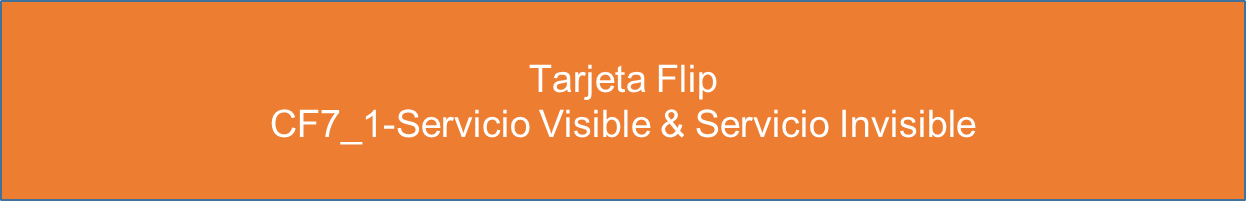 Tarjeta Flip
CF7_1-Servicio Visible & Servicio Invisible